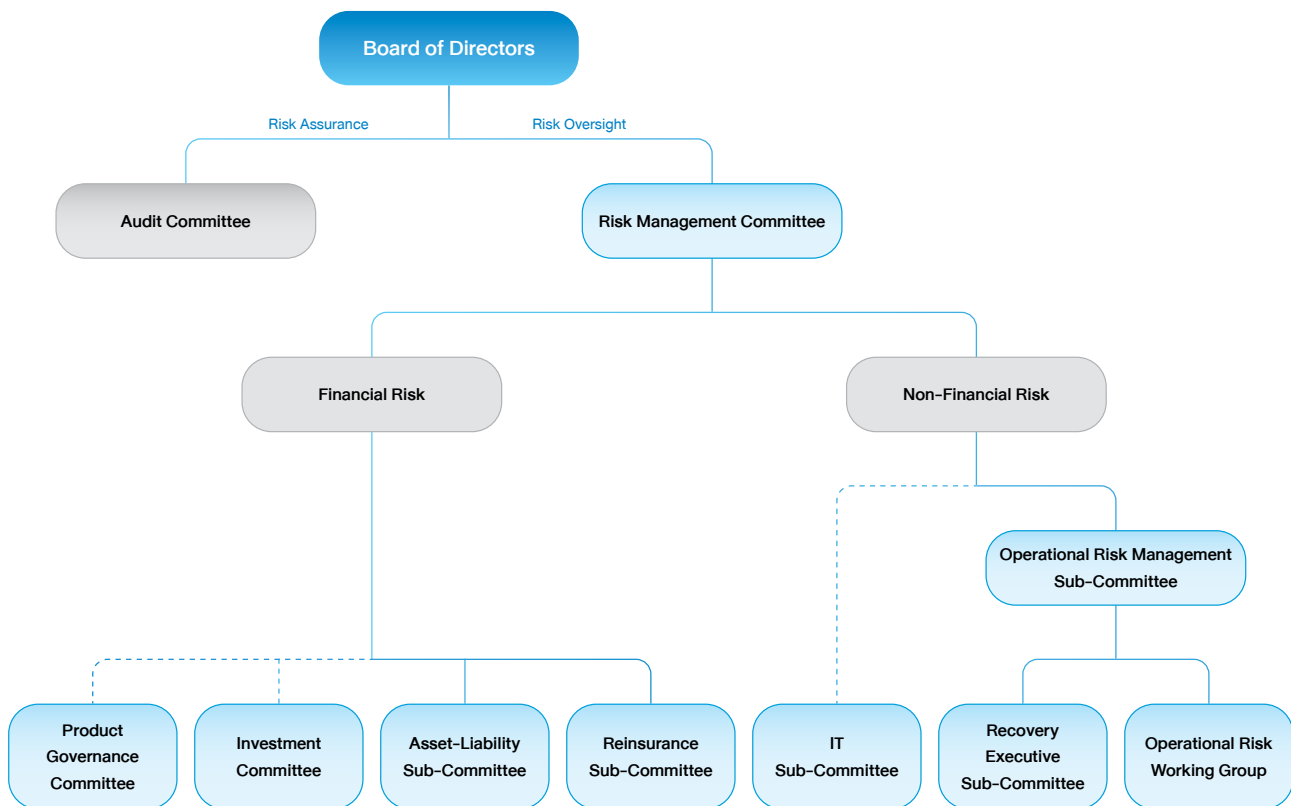 Board of Directors
Risk Assurance
Risk Oversight
Audit Committee
Risk Management Committee
Financial Risk
Non-Financial Risk
Operational Risk Management
Sub-Committee
Product
Governance
Committee
Investment
Committee
Asset-Liability
Sub-Committee
Reinsurance
Sub-Committee
IT
Sub-Committee
Recovery
Executive
Sub-Committee
Operational Risk
Working Group